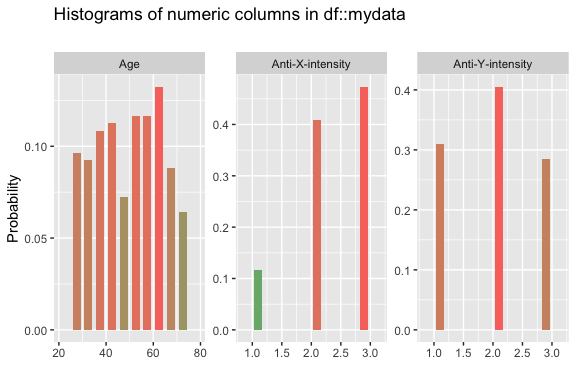 Histograms of numeric columns in df::mydata
Age
Anti-X-intensity
Anti-Y-intensity
Probability
0.10
0.05
0.00
20 40 60 80
0.4
0.3
0.2
0.1
0.0
1.0 1.5 2.0 2.5 3.0
0.4
0.3
0.2
0.1
0.0
1.0 1.5 2.0 2.5 3.0